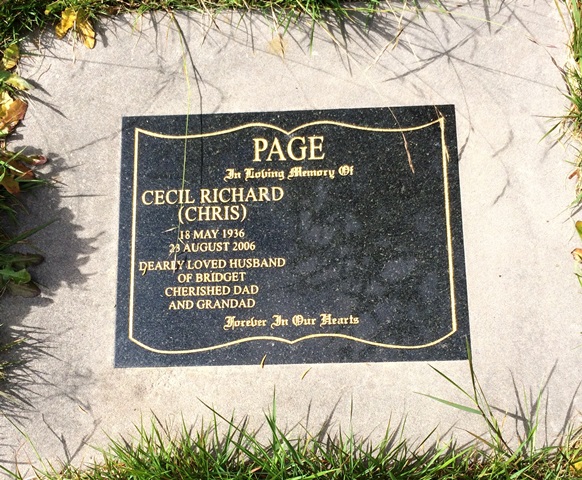 PAGE
In Loving Memory Of
CECIL RICHARD
(CHRIS)
18 MAY 1936
23 AUGUST 2006
DEARLY LOVED HUSBAND
OF BRIDGET
CHERISHED DAD
AND GRANDAD
Forever In Our Hearts